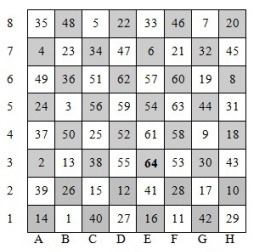 8 35 48 5 22 33 46 7 20
7 4 23 34 47 6 21 32 45
6 49 36 51 62 57 60 19 8
5 24 3 56 59 54 63 44 31
4 37 50 25 52 61 58 9 18
3 2 13 38 55 64 53 30 43
2 39 26 15 12 41 28 17 10
1 14 1 40 27 16 11 42 29
A B C D E F G H